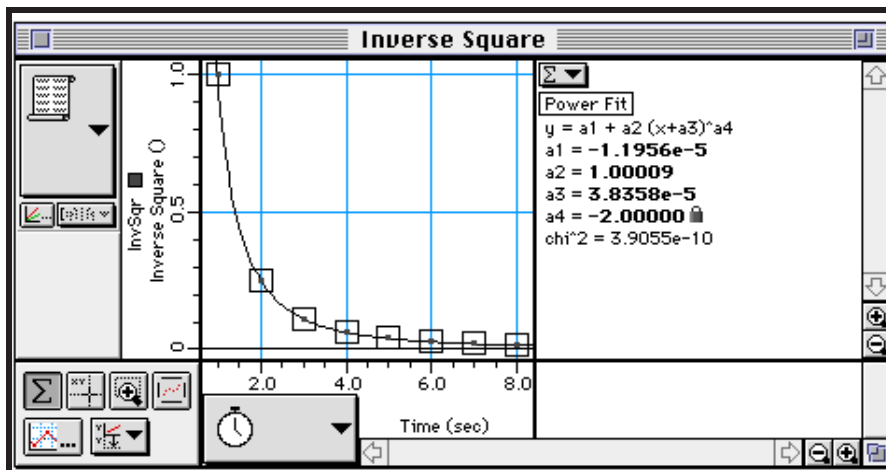 Inverse Square
Σ
Power Fit
y = a1 + a2 (x+a3)^a4
a1 = -1.1956e-5
a2 = 1.00009
a3 = 3.8358e-5
a4 = -2.00000
chi^2 = 3.9055e-10
InvSqr
Inverse Square ()
1.0
0.5
0
2.0
4.0
6.0
8.0
Time (sec)
Σ